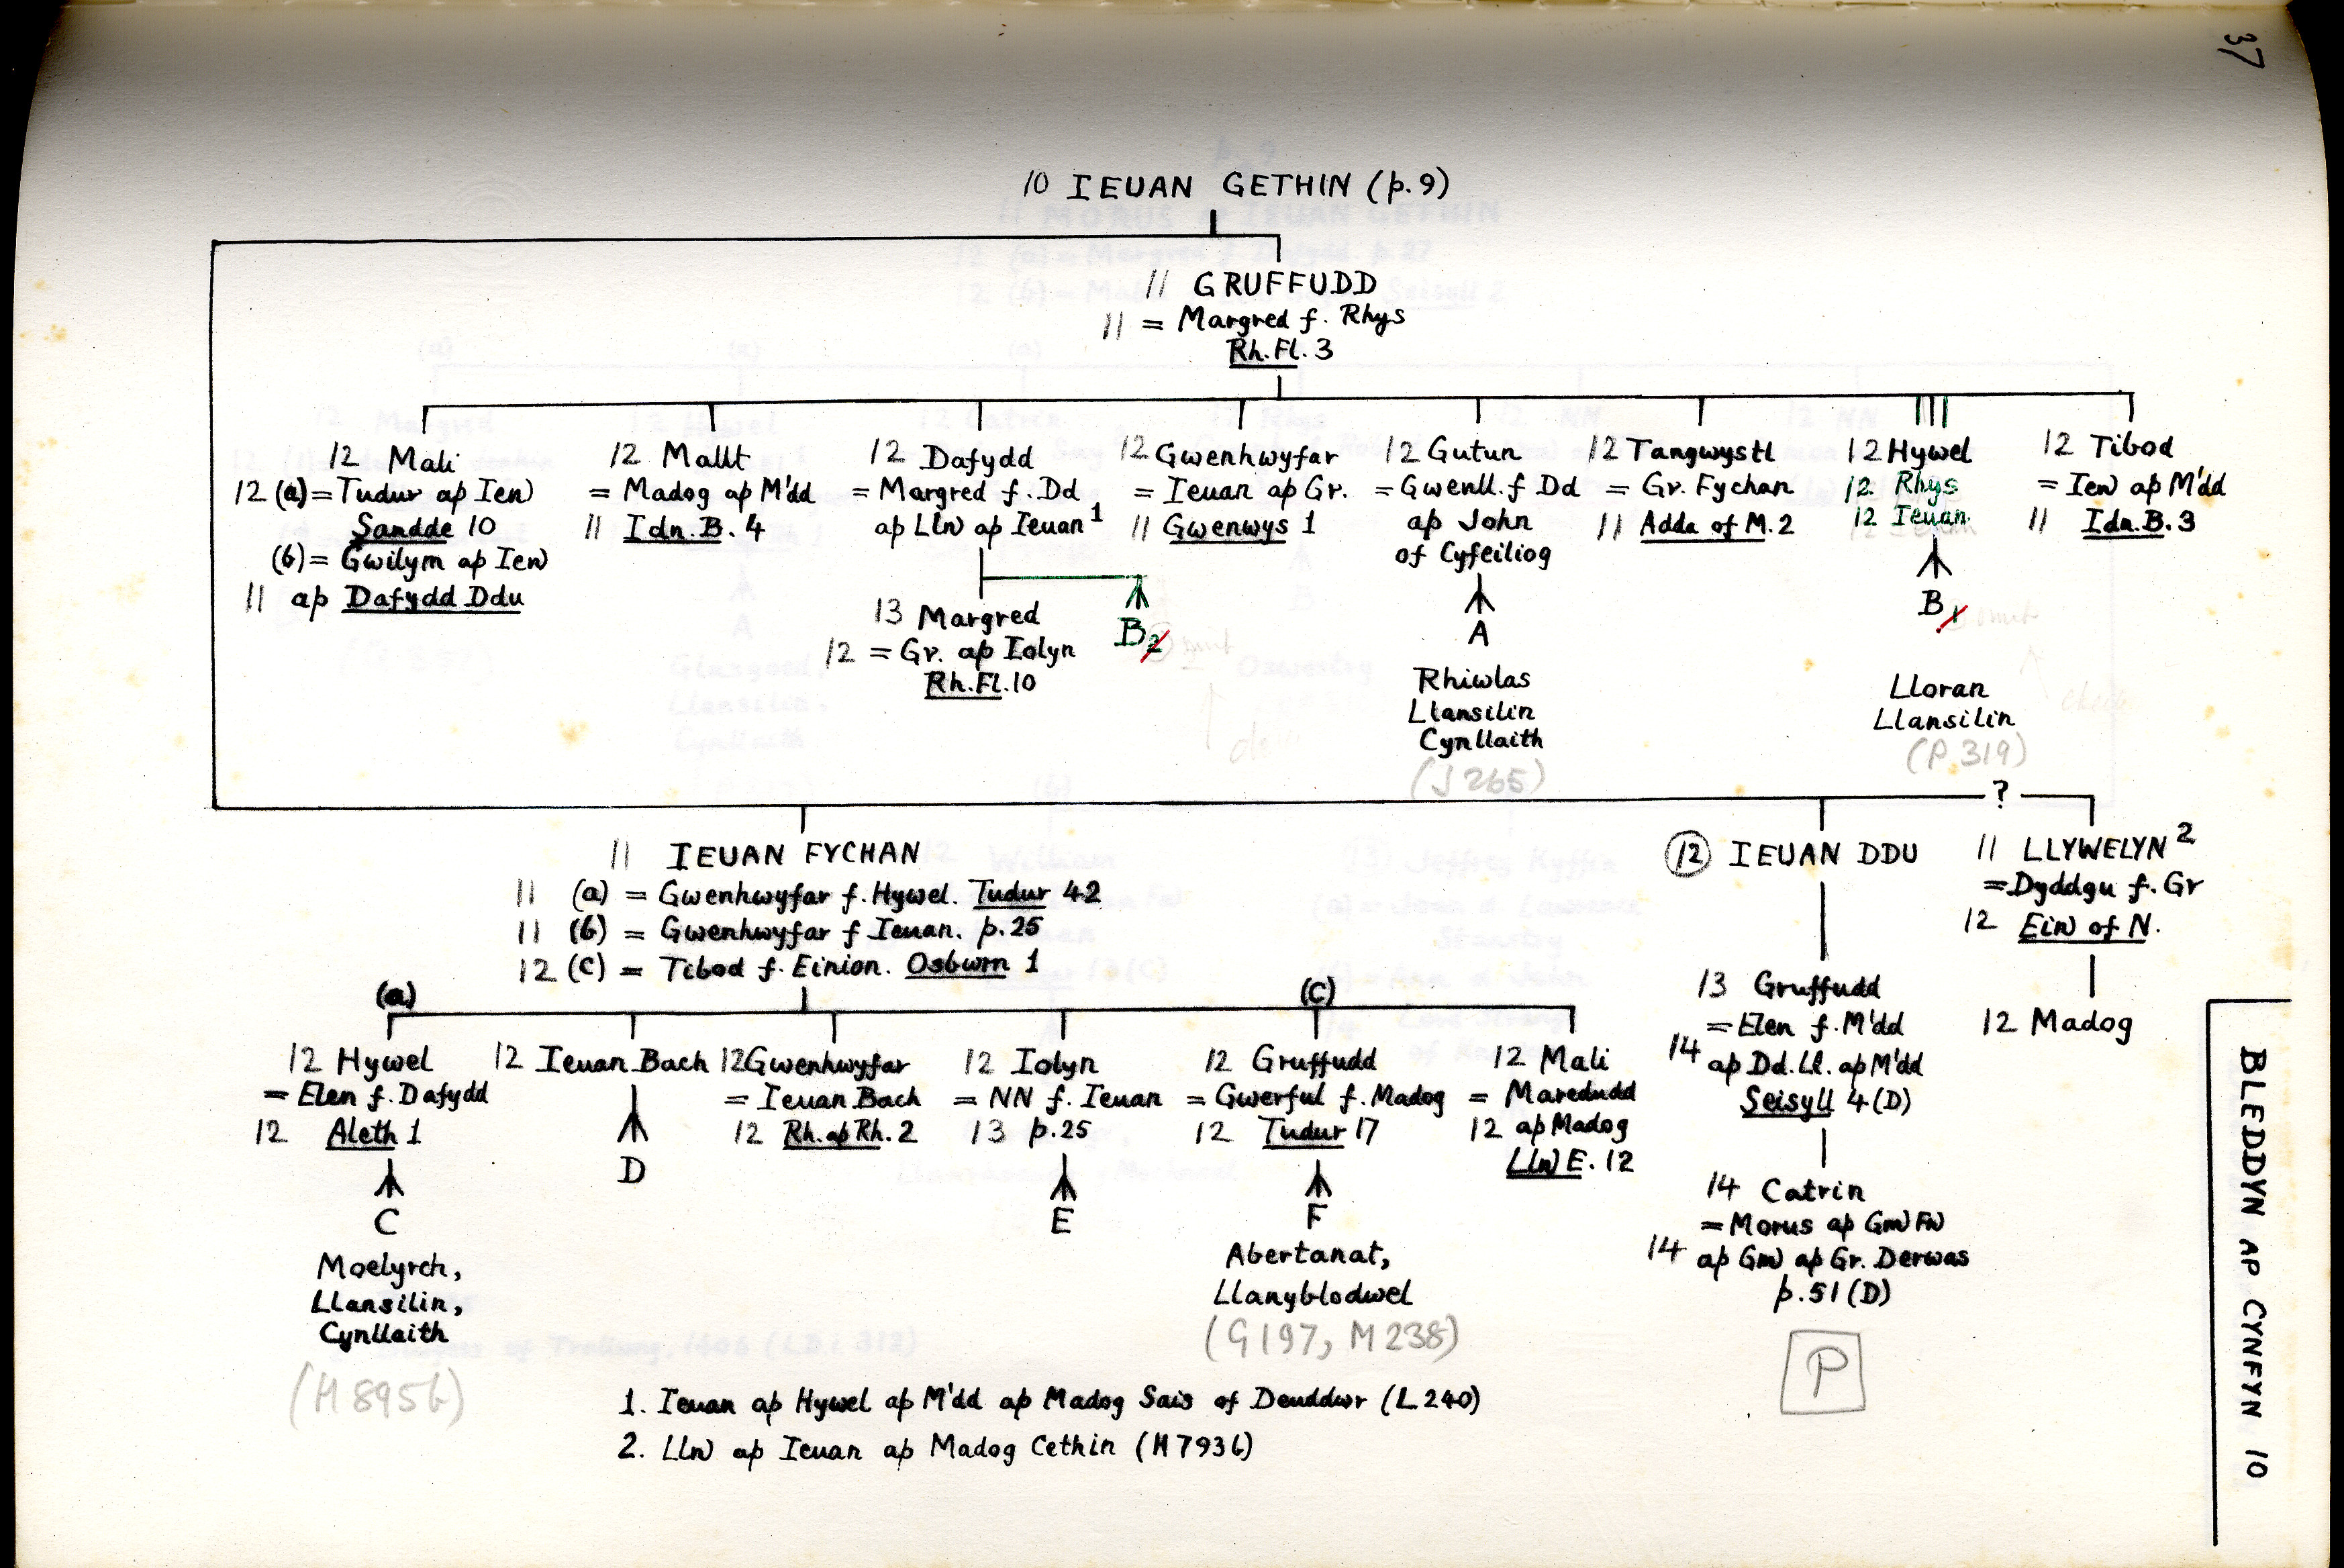 37
10 IEUAN GETHIN (p.9)
11 GRUFFUDD
11 = Margred f. Rhys
Rh.Fl. 3
12 Mali
12 (a)=Tudur ap Ieu)
Sandde 10
(b)= Gwilym ap Ieu)
11 ap Dafydd Ddu
12 Mallt
= Madog ap M'dd
11 Idn. B. 4
12 Dafydd
= Margred f. Dd
ap Lln ap Ieuan 1
13 Margred
12 = Gr. ap Iolyn
Rh.Fl.10
B2
12 Gwenhwyfar
= Ieuan ap Gr.
11 Gwenwys 1
12 Gutun
=Gwenll. f Dd
ap John
of Cyfeiliog
A
Rhiwlas
Llansilin
Cynllaith
(J 265)
12 Tangwystl
= Gr. Fychan
11 Adda of M. 2
12 Hywel
12 Rhys
12 Ieuan
B1
Lloran
Llansilin
(P.319)
12 Tibod
= Ieu) ap M'dd
11 Idn. B. 3
?
11 IEUAN FYCHAN
11 (a) = Gwenhwyfar f. Hywel. Tudur 42
11 (b) = Gwenhwyfar f Ieuan. p.25
12 (c) = Tibod f. Einion. Osbwrn 1
(a)
(c)
12 Hywel
= Elen f. Dafydd
12 Aleth 1
C
Moelyrch,
Llansilin,
Cynllaith
(H 895b)
12 Ieuan Bach
D
12 Gwenhwyfar
= Ieuan Bach
12 Rh. ap Rh. 2
12 Iolyn
= NN f. Ieuan
13 p.25
E
12 Gruffudd
= Gwerful f. Madog
12 Tudur 17
F
Abertanat,
Llanyblodwel
(G 197, M 238)
12 Mali
= Maredudd
12 ap Madog
Lln) E. 12
12 IEUAN DDU
13 Gruffudd
= Elen f. M'dd
14 ap Dd. Ll. ap M'dd
Seisyll 4 (D)
14 Catrin
= Morus ap Gm) Fn
14 ap Gm) ap Gr. Derwas
p.51 (D)
P
11 LLYWELYN 2
=Dyddgu f. Gr
12 Ein) of N.
12 Madog
1. Ieuan ap Hywel ap M'dd ap Madog Sais of Deuddwr (L 240)
2. Lln) ap Ieuan ap Madog Cethin (H 793b)
BLEDDYN AP CYNFYN 10